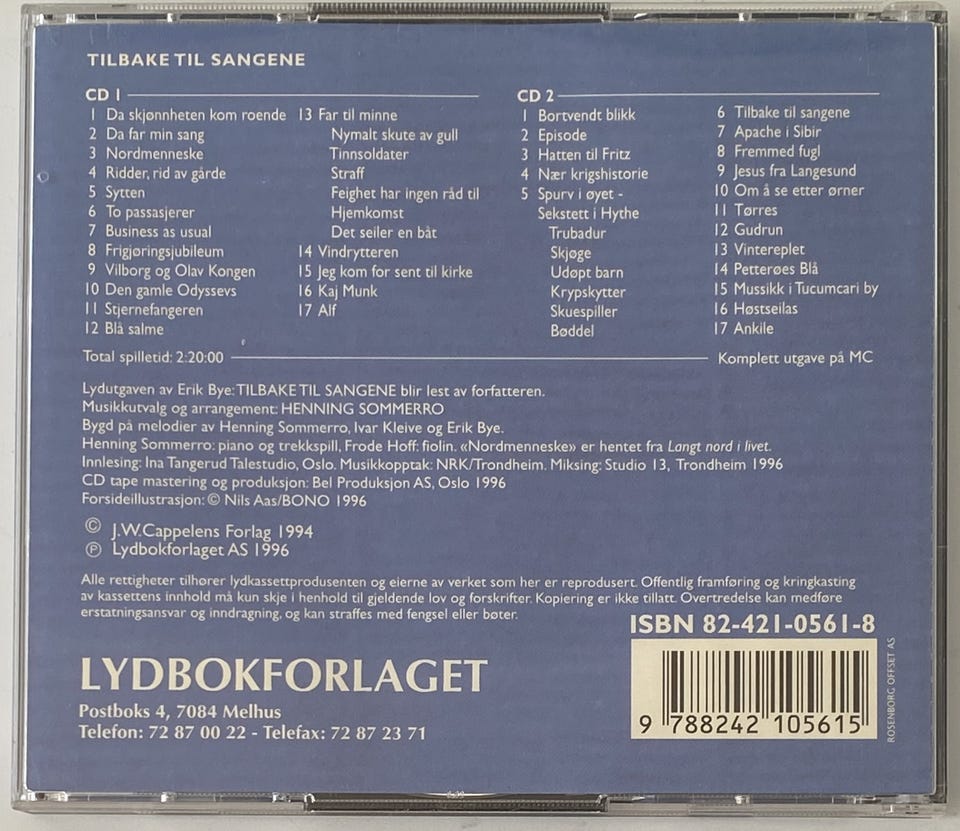 TILBAKE TIL SANGENE
CD 1
1 Da skjønnheten kom roende
2 Da far min sang
3 Nordmenneske
4 Ridder, rid av gårde
5 Sytten
6 To passasjerer
7 Business as usual
8 Frigjøringsjubileum
9 Vilborg og Olav Kongen
10 Den gamle Odyssevs
11 Stjernefangeren
12 Blå salme
13 Far til minne
Nymalt skute av gull
Tinnsoldater
Straff
Feighet har ingen råd til
Hjemkomst
Det seiler en båt
14 Vindrytteren
15 Jeg kom for sent til kirke
16 Kaj Munk
17 Alf
CD 2
1 Bortvendt blikk
2 Episode
3 Hatten til Fritz
4 Nær krigshistorie
5 Spurv i øyet -
Sekstett i Hythe
Trubadur
Skjøge
Udøpt barn
Krypskytter
Skuespiller
Bøddel
6 Tilbake til sangene
7 Apache i Sibir
8 Fremmed fugl
9 Jesus fra Langesund
10 Om å se etter ørner
11 Tørres
12 Gudrun
13 Vintereplet
14 Petterøes Blå
15 Mussikk i Tucumcari by
16 Høstseilas
17 Ankile
Total spilletid: 2:20:00
Komplett utgave på MC
Lydutgaven av Erik Bye: TILBAKE TIL SANGENE blir lest av forfatteren.
Musikkutvalg og arrangement: HENNING SOMMERRO
Bygd på melodier av Henning Sommerro, Ivar Kleive og Erik Bye.
Henning Sommerro: piano og trekkspill, Frode Hoff: fiolin. «Nordmenneske» er hentet fra Langt nord i livet.
Innlesing: Ina Tangerud Talestudio, Oslo. Musikkopptak: NRK/Trondheim. Miksing: Studio 13, Trondheim 1996
CD tape mastering og produksjon: Bel Produksjon AS, Oslo 1996
Forsideillustrasjon: © Nils Aas/BONO 1996
© J.W.Cappelens Forlag 1994
℗ Lydbokforlaget AS 1996
Alle rettigheter tilhører lydkassettprodusenten og eierne av verket som her er reprodusert. Offentlig framføring og kringkasting
av kassettens innhold må kun skje i henhold til gjeldende lov og forskrifter. Kopiering er ikke tillatt. Overtredelse kan medføre
erstatningsansvar og inndragning, og kan straffes med fengsel eller bøter.
ISBN 82-421-0561-8
LYDBOKFORLAGET
Postboks 4, 7084 Melhus
Telefon: 72 87 00 22 - Telefax: 72 87 23 71
9 788242 105615
ROSENBORG OFFSET AS